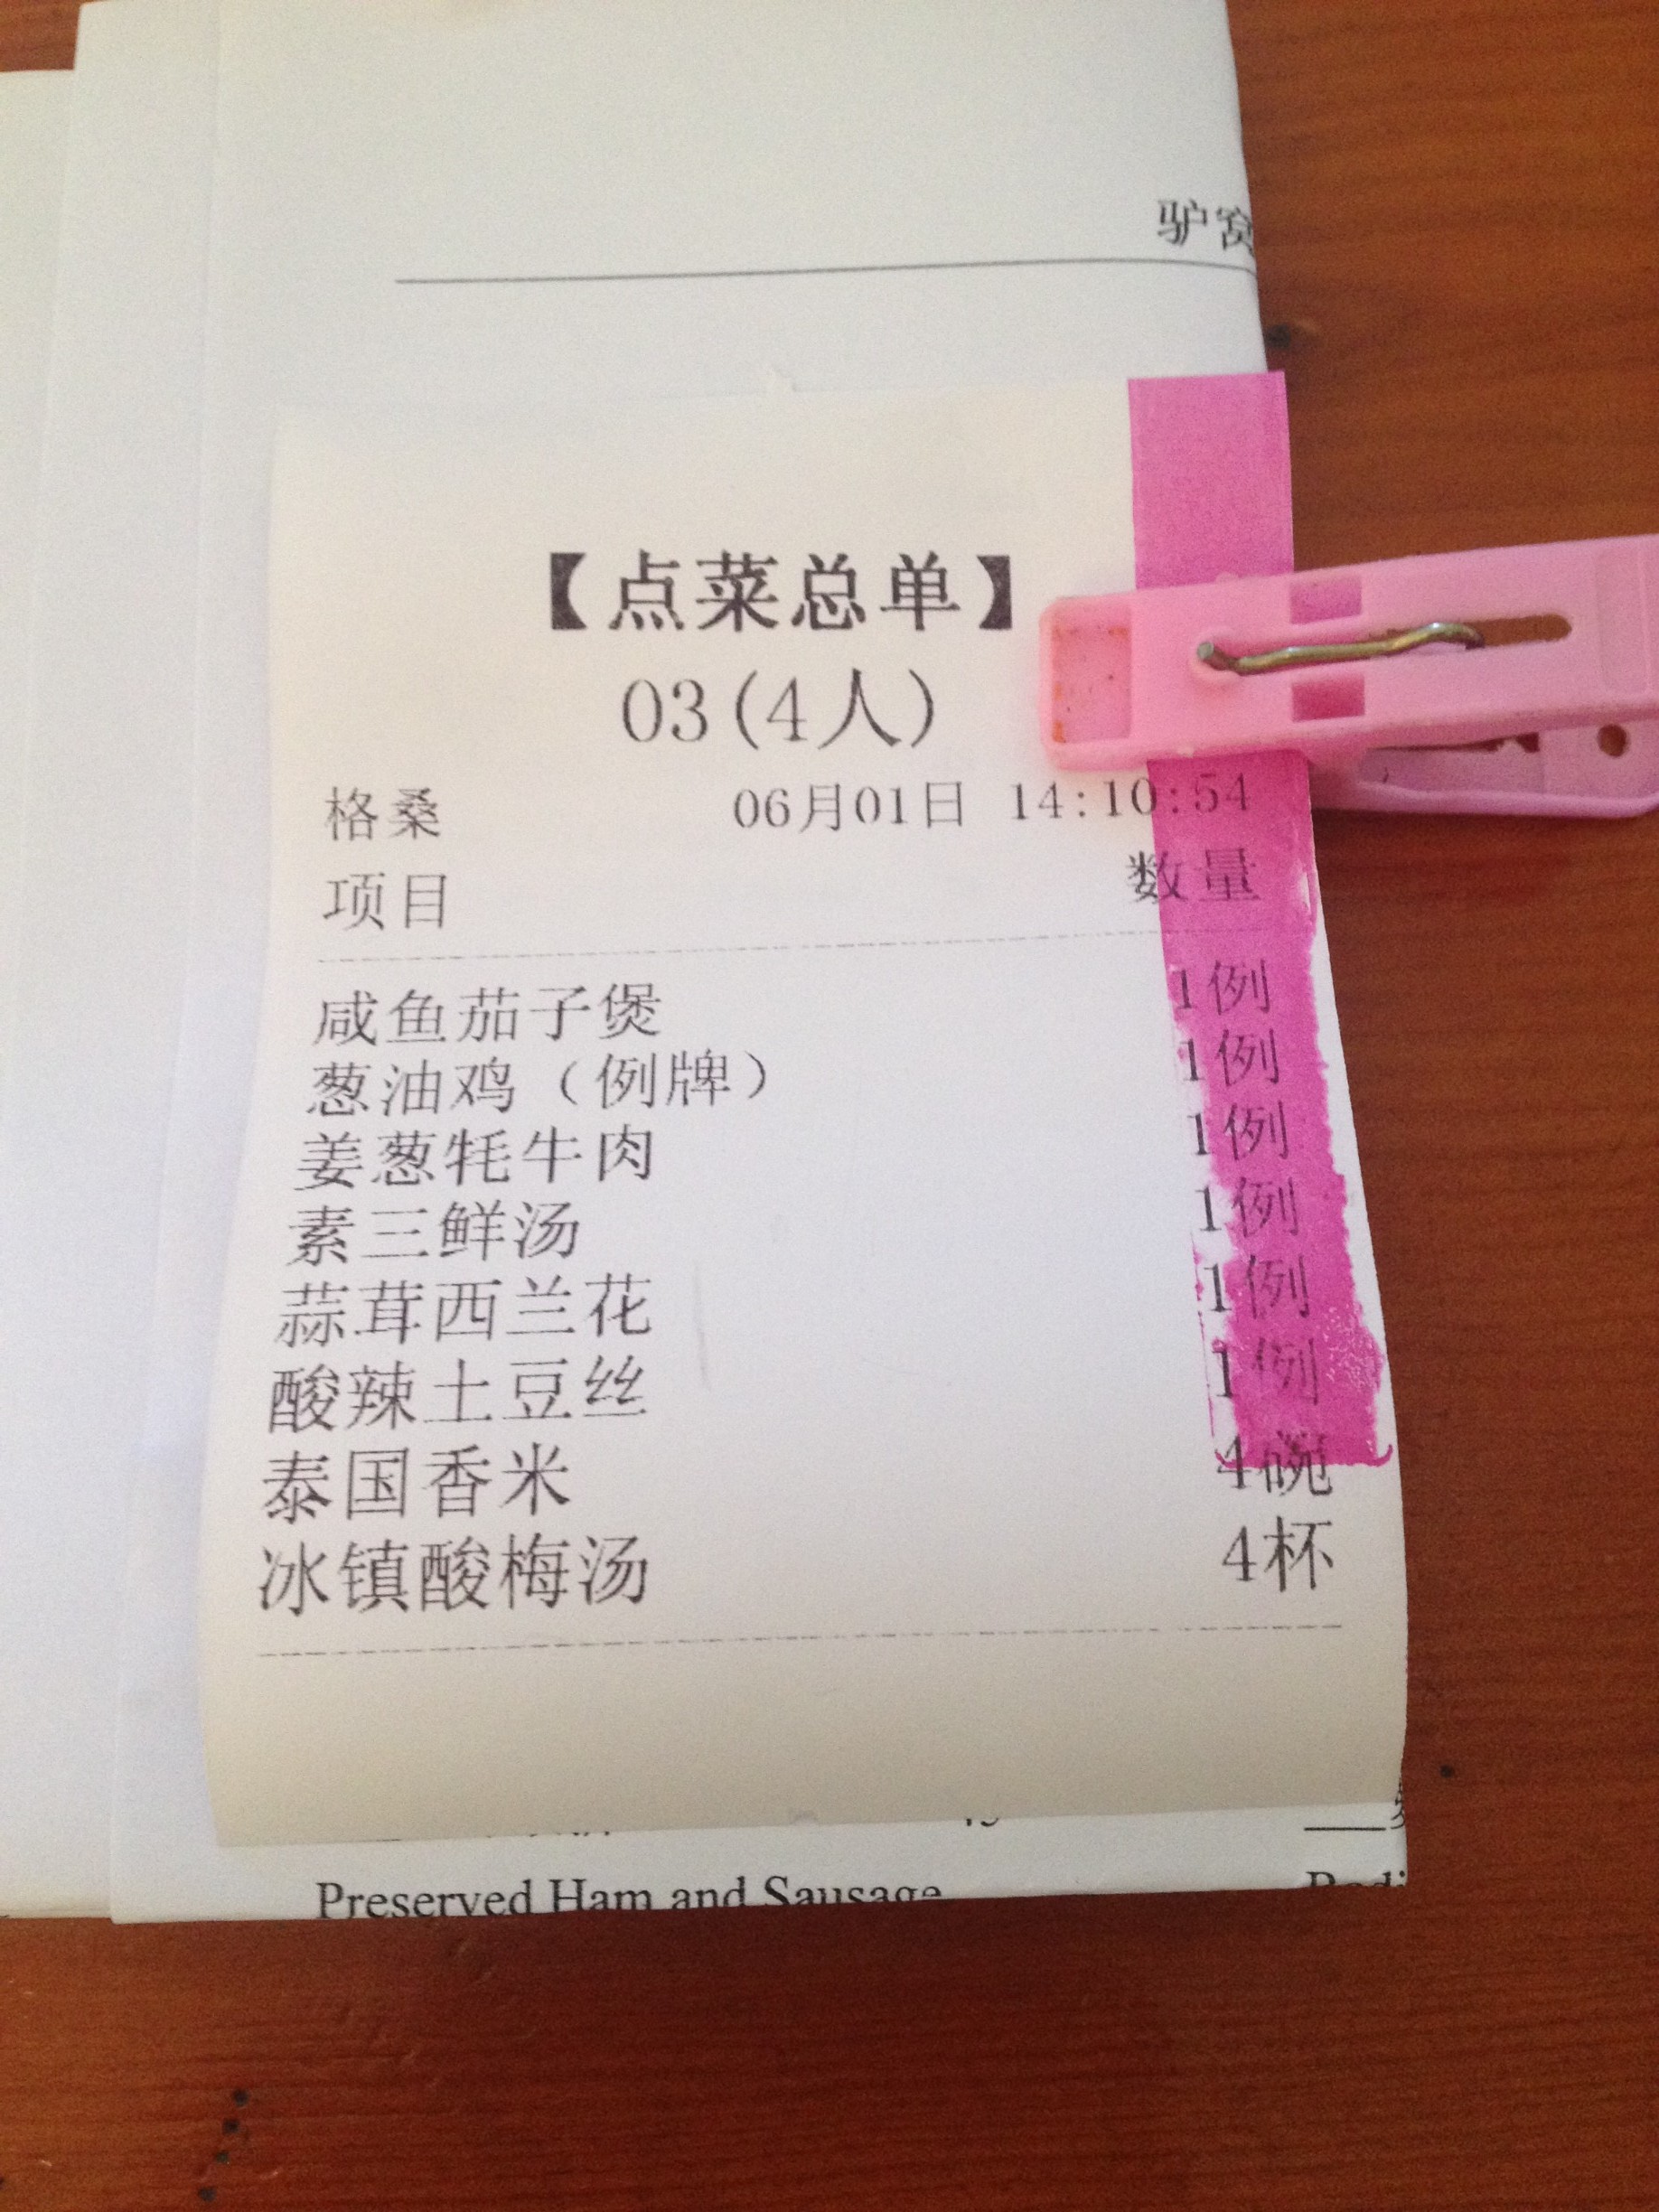 驴窝
【点菜总单】
03(4人)
格桑 06月01日 14:10:54
项目 数量
咸鱼茄子煲 1例
葱油鸡（例牌） 1例
姜葱牦牛肉 1例
素三鲜汤 1例
蒜茸西兰花 1例
酸辣土豆丝 1例
泰国香米 4碗
冰镇酸梅汤 4杯
Preserved Ham and Sausage